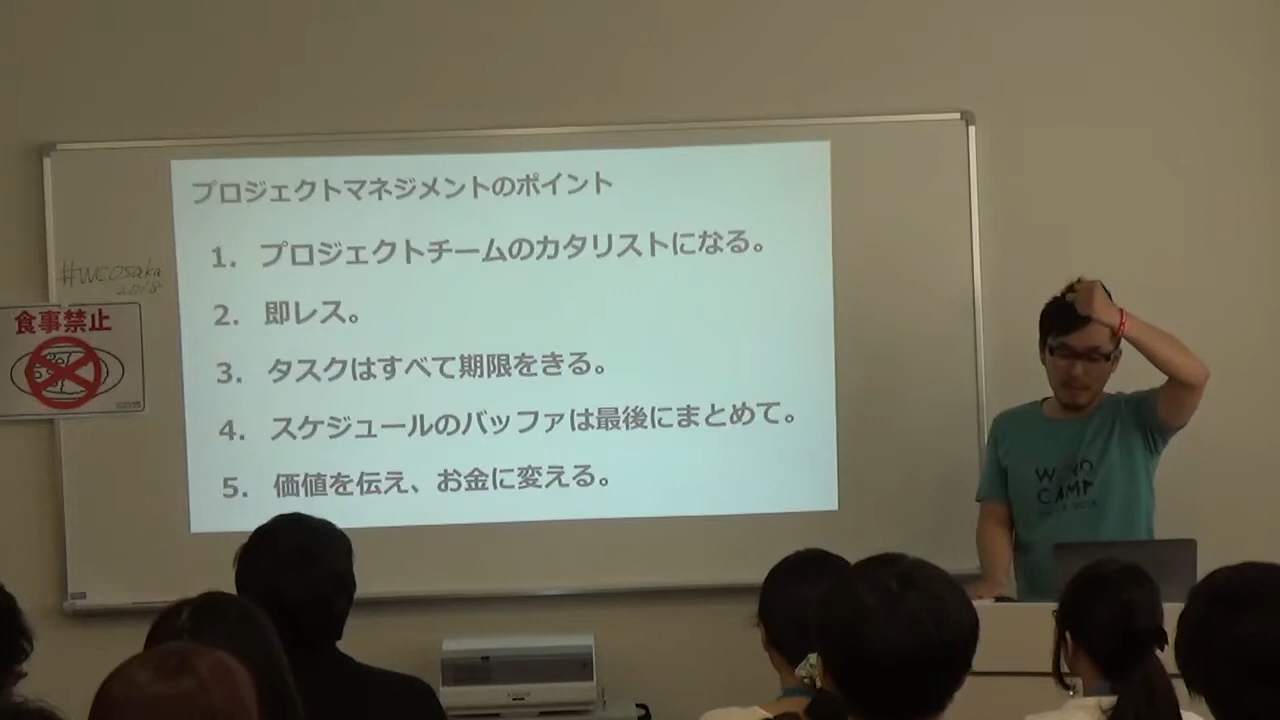 プロジェクトマネジメントのポイント
1. プロジェクトチームのカタリストになる。
2. 即レス。
3. タスクはすべて期限をきる。
4. スケジュールのバッファは最後にまとめて。
5. 価値を伝え、お金に変える。
#WCOsaka
2018
食事禁止
WORD
CAMP